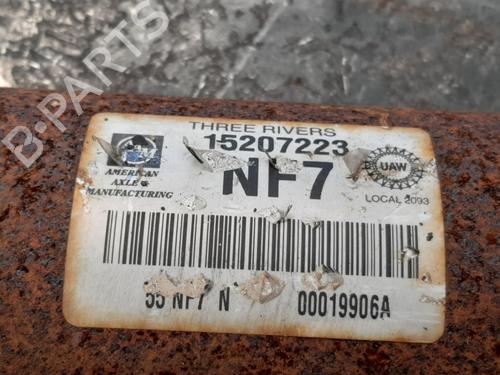 B-PARTS
THREE RIVERS
15207223
NF7
AMERICAN
AXLE &
MANUFACTURING
UAW
LOCAL 2093
55 NF7 N 00019906A